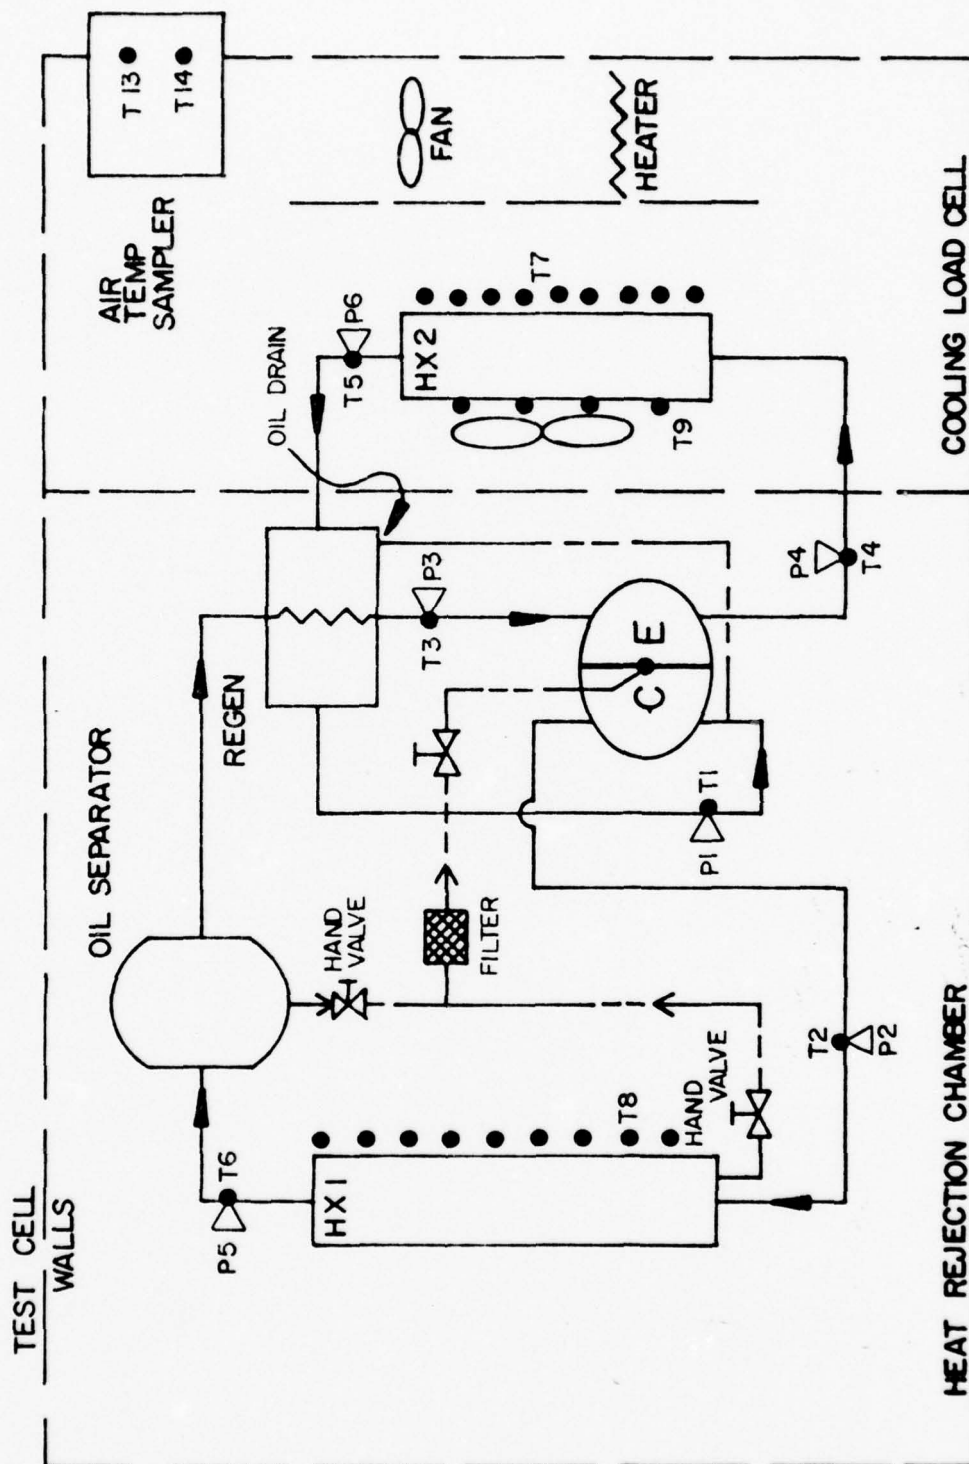 TEST CELL
WALLS
AIR
TEMP
SAMPLER
T13
T14
FAN
HEATER
OIL SEPARATOR
REGEN
OIL DRAIN
P5
T6
HX1
T8
HAND
VALVE
HAND
VALVE
FILTER
T3
P3
T5
P6
HX2
T7
T9
C
E
P1
T1
T2
P2
P4
T4
HEAT REJECTION CHAMBER
COOLING LOAD CELL